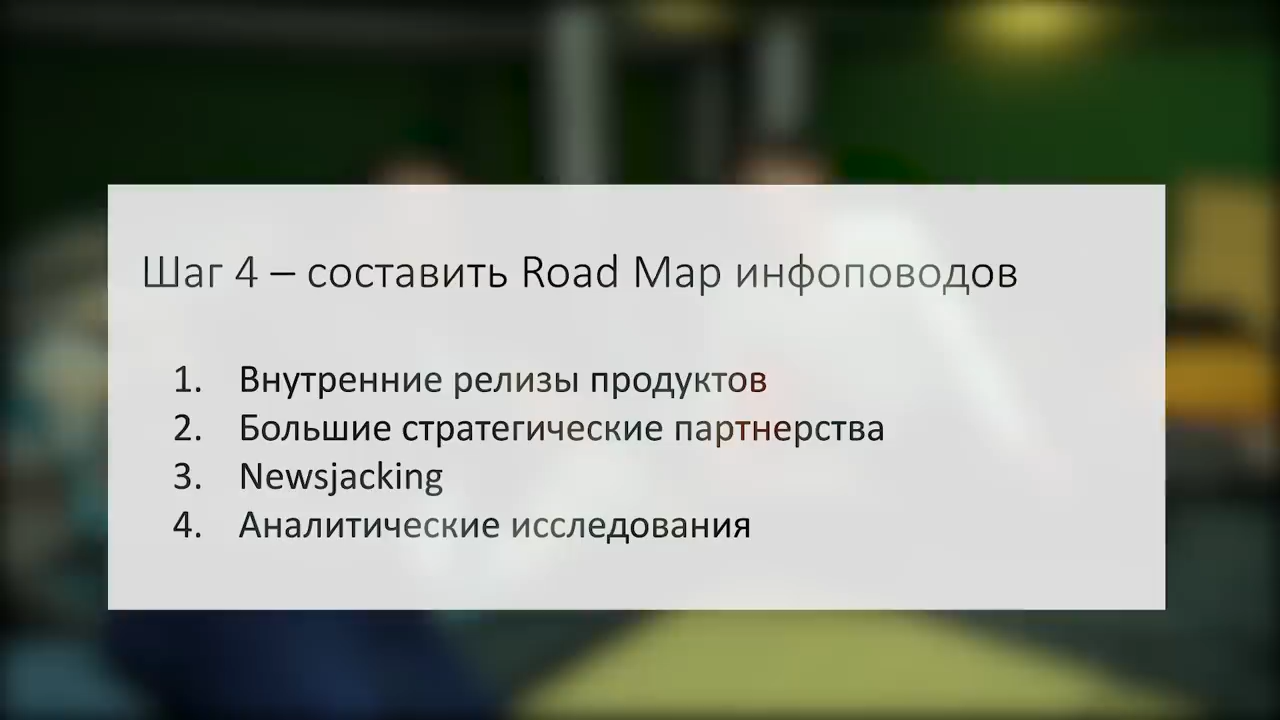 Шаг 4 – составить Road Map инфоповодов
1. Внутренние релизы продуктов
2. Большие стратегические партнерства
3. Newsjacking
4. Аналитические исследования